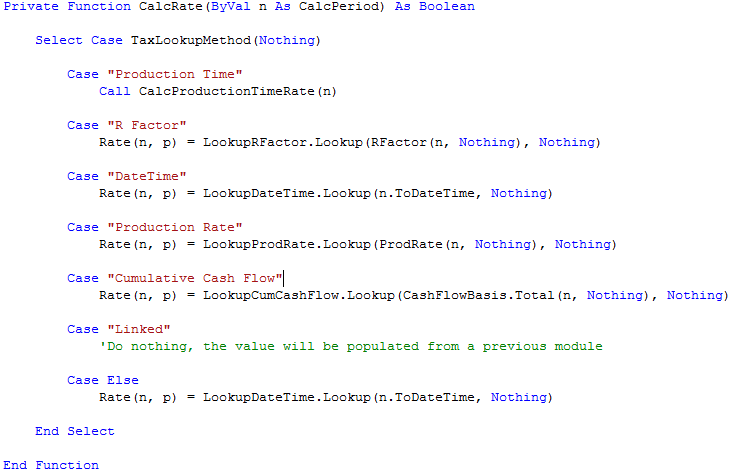 Private Function CalcRate(ByVal n As CalcPeriod) As Boolean
Select Case TaxLookupMethod(Nothing)
Case "Production Time"
Call CalcProductionTimeRate(n)
Case "R Factor"
Rate(n, p) = LookupRFactor.Lookup(RFactor(n, Nothing), Nothing)
Case "DateTime"
Rate(n, p) = LookupDateTime.Lookup(n.ToDateTime, Nothing)
Case "Production Rate"
Rate(n, p) = LookupProdRate.Lookup(ProdRate(n, Nothing), Nothing)
Case "Cumulative Cash Flow"
Rate(n, p) = LookupCumCashFlow.Lookup(CashFlowBasis.Total(n, Nothing), Nothing)
Case "Linked"
'Do nothing, the value will be populated from a previous module
Case Else
Rate(n, p) = LookupDateTime.Lookup(n.ToDateTime, Nothing)
End Select
End Function